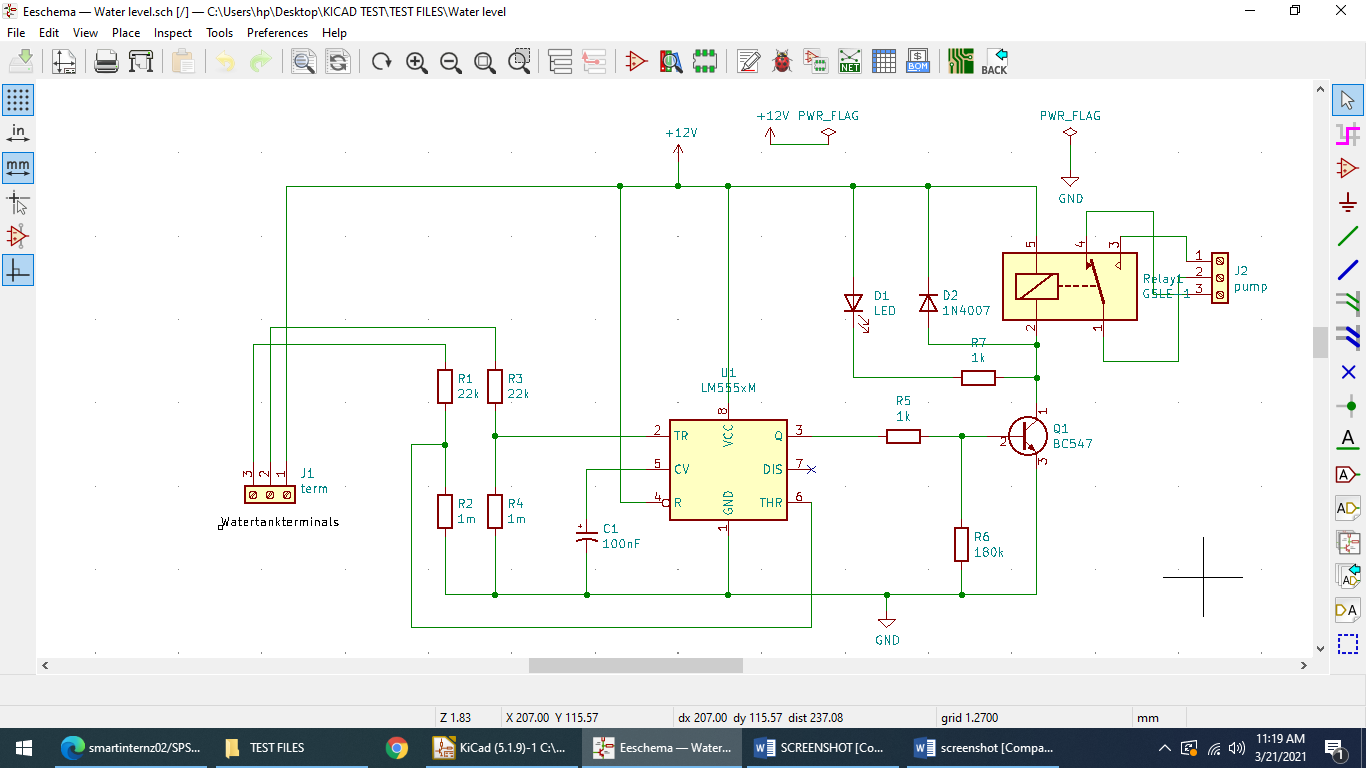 Eeschema — Water level.sch [/] — C:\Users\hp\Desktop\KICAD TEST\TEST FILES\Water level
File Edit View Place Inspect Tools Preferences Help
NET
BOM
BACK
in
mm
+12V
+12V PWR_FLAG
PWR_FLAG
GND
5
4
3
2
1
Relay1
GSLE-1
1
2
3
J2
pump
D1
LED
D2
1N4007
R7
1k
R1
22k
R3
22k
U1
LM555xM
R5
1k
8
VCC
2
TR
5
CV
4
R
3
Q
7
DIS
6
THR
GND
1
1
2
3
Q1
BC547
3
2
1
J1
term
Watertankterminals
R2
1m
R4
1m
C1
100nF
R6
180k
GND
A
A
AD
AD
DA
Z 1.83
X 207.00 Y 115.57
dx 207.00 dy 115.57 dist 237.08
grid 1.2700
mm
smartinternz02/SPS...
TEST FILES
KiCad (5.1.9)-1 C:\...
Eeschema — Water...
SCREENSHOT [Co...
screenshot [Compa...
11:19 AM
3/21/2021
1